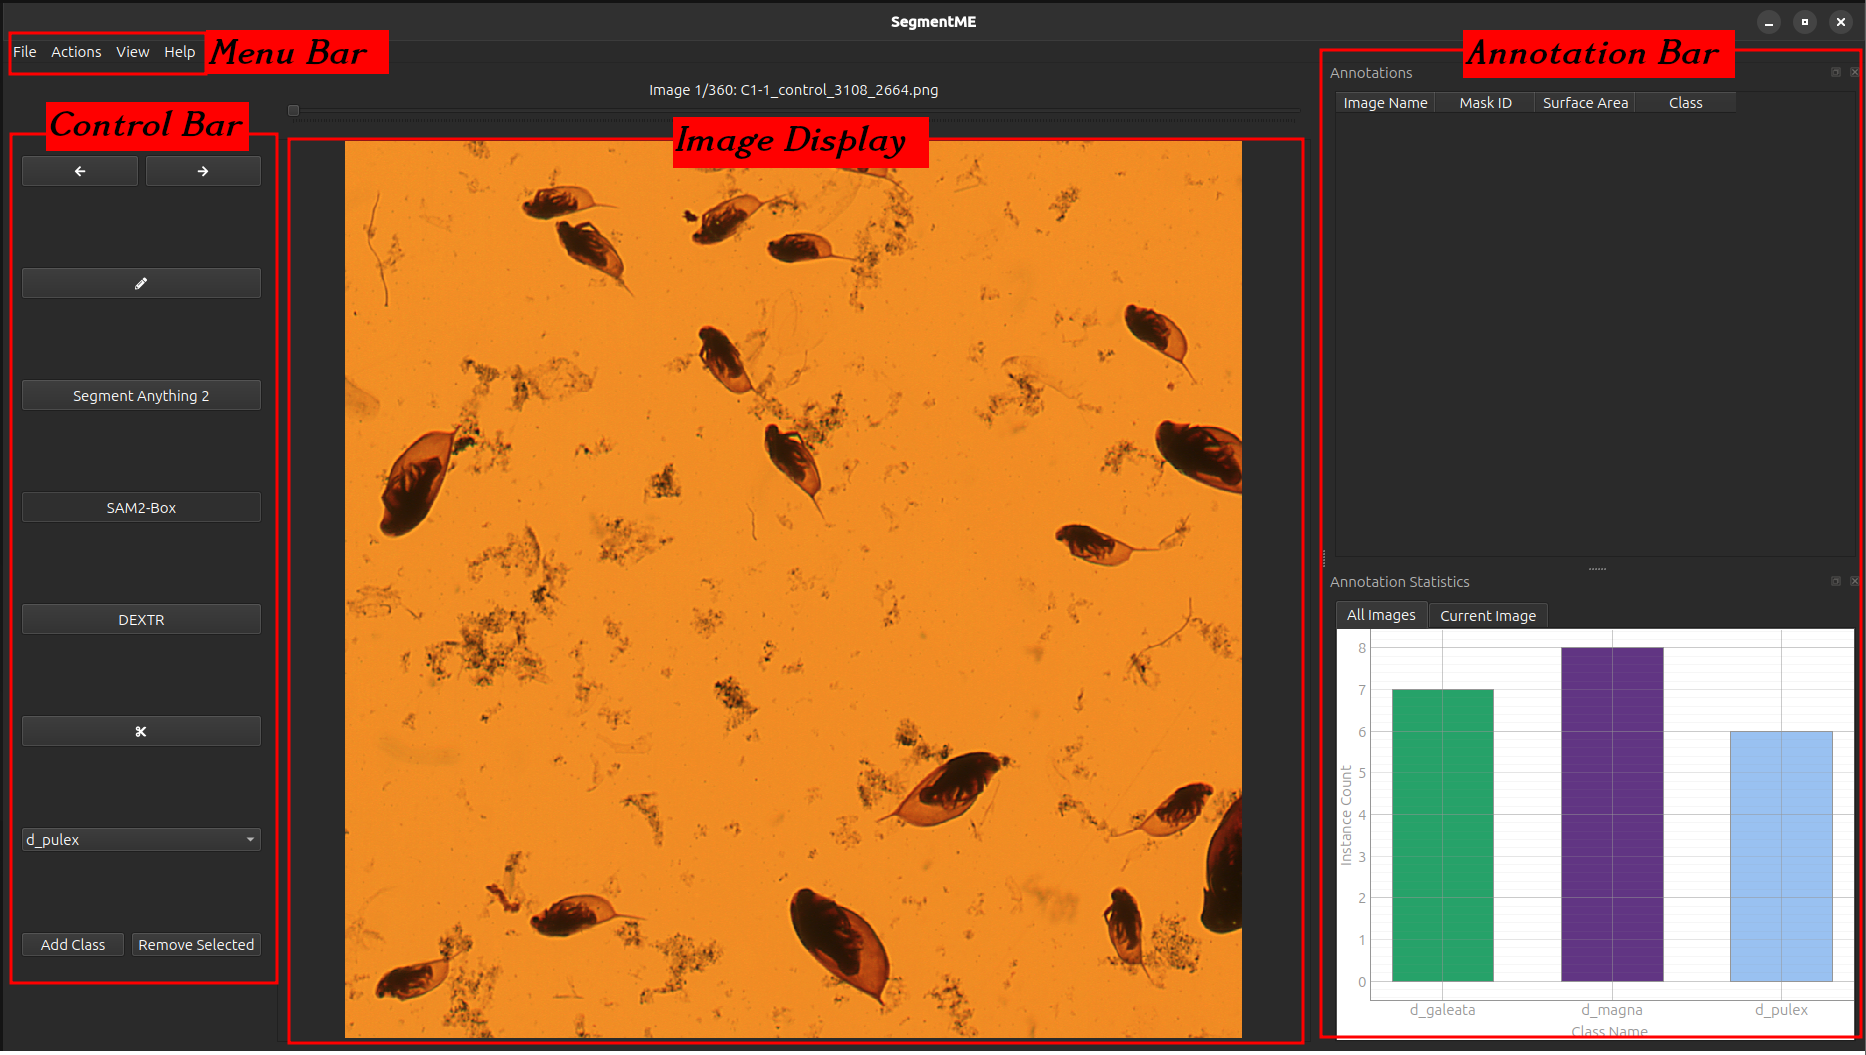 SegmentME
File Actions View Help
Menu Bar
Annotation Bar
Annotations
Image 1/360: C1-1_control_3108_2664.png
Image Name Mask ID Surface Area Class
Control Bar
Image Display
Segment Anything 2
SAM2-Box
DEXTR
d_pulex
Add Class Remove Selected
Annotation Statistics
All Images Current Image
8
7
6
5
4
3
2
1
0
Instance Count
d_galeata d_magna d_pulex
Class Name